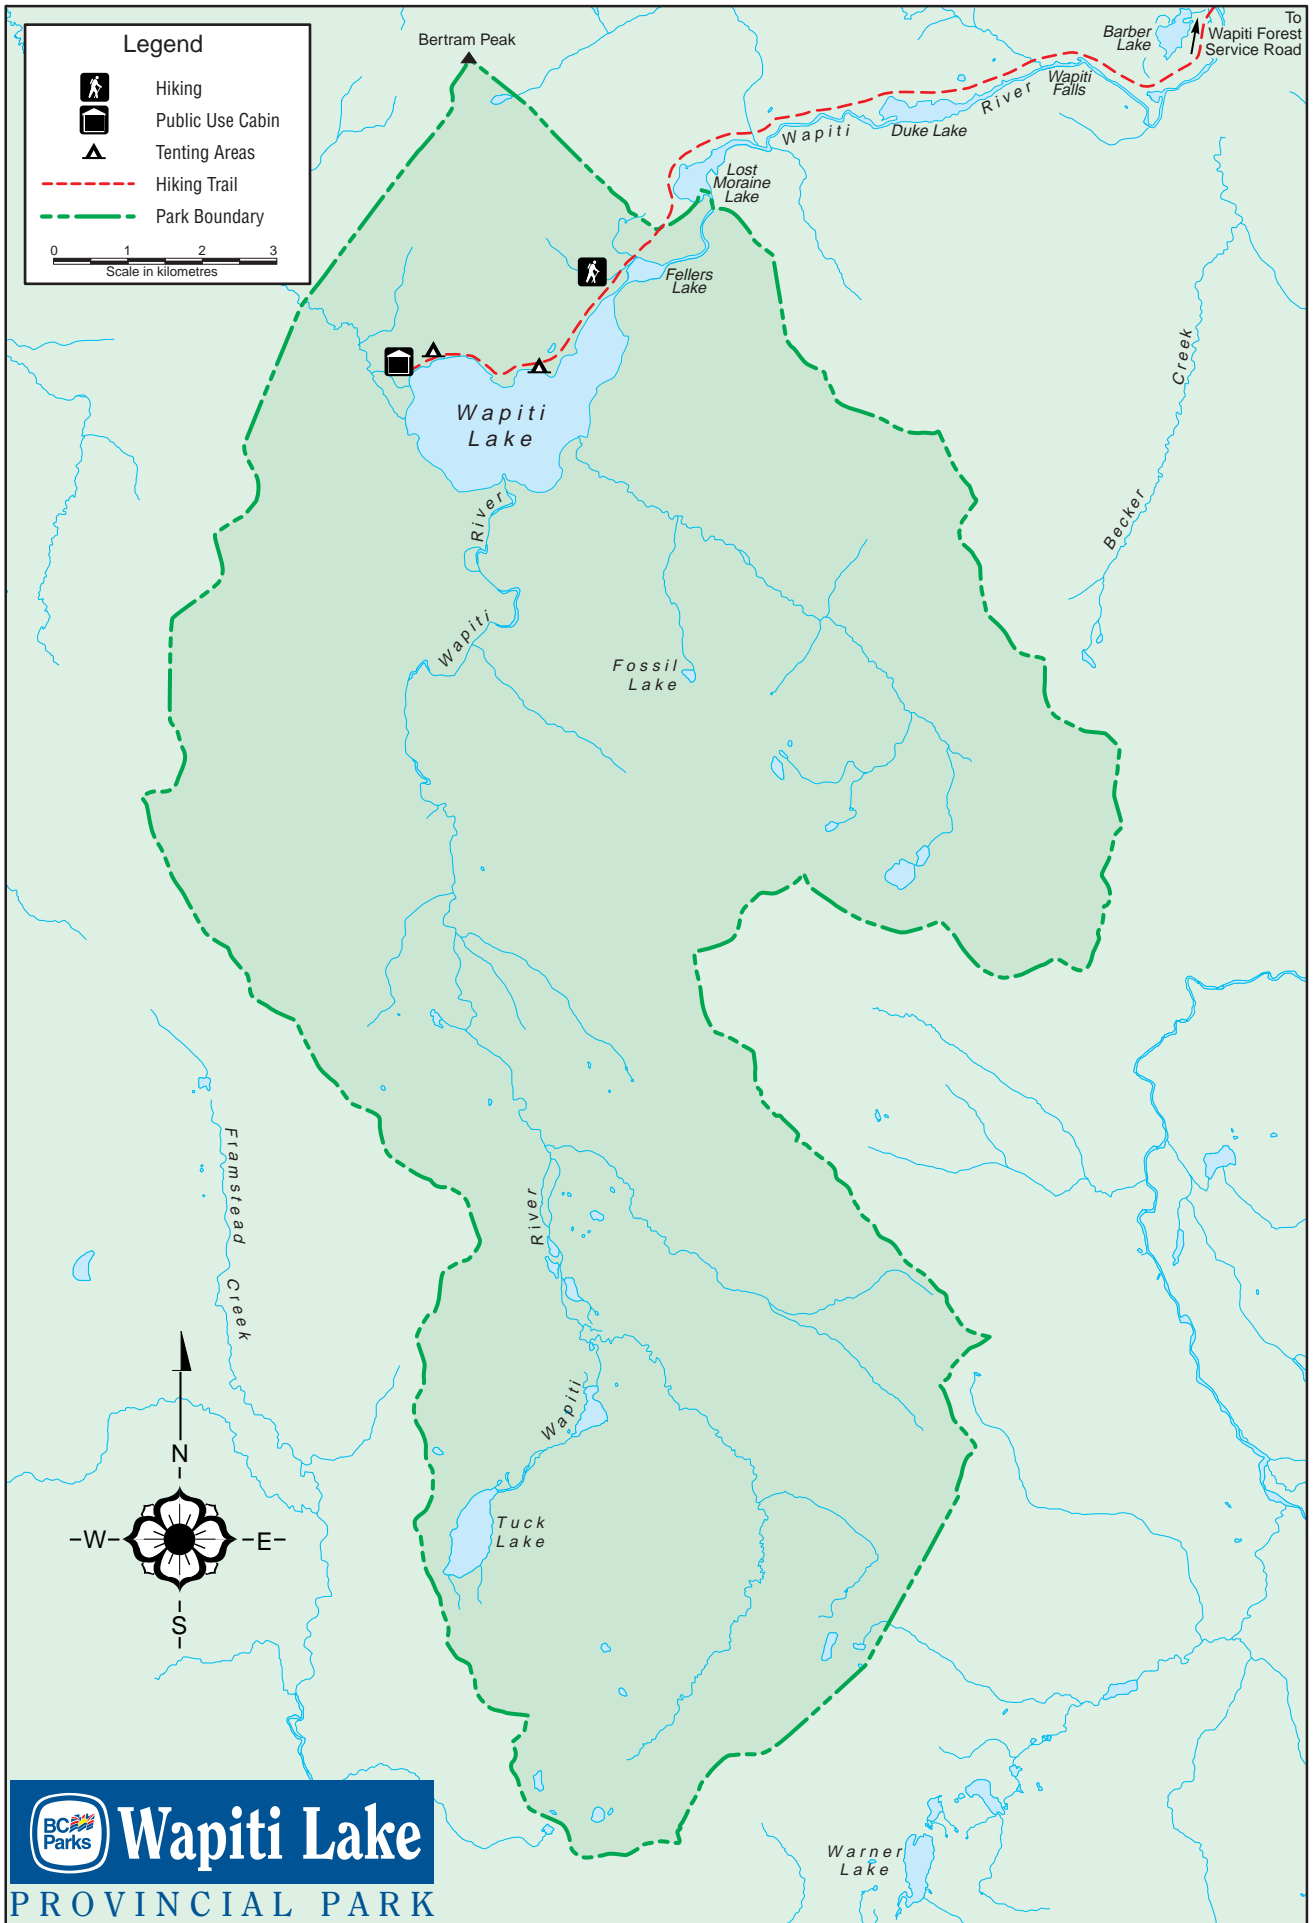 Legend
Hiking
Public Use Cabin
Tenting Areas
Hiking Trail
Park Boundary
0 1 2 3
Scale in kilometres
Bertram Peak
Barber
Lake
To
Wapiti Forest
Service Road
Wapiti
Falls
River
Duke Lake
Wapiti
Lost
Moraine
Lake
Fellers
Lake
Creek
Becker
Wapiti
Lake
River
Wapiti
Fossil
Lake
Framstead
Creek
River
Wapiti
Tuck
Lake
N
W
E
S
Warner
Lake
BC
Parks
Wapiti Lake
PROVINCIAL PARK